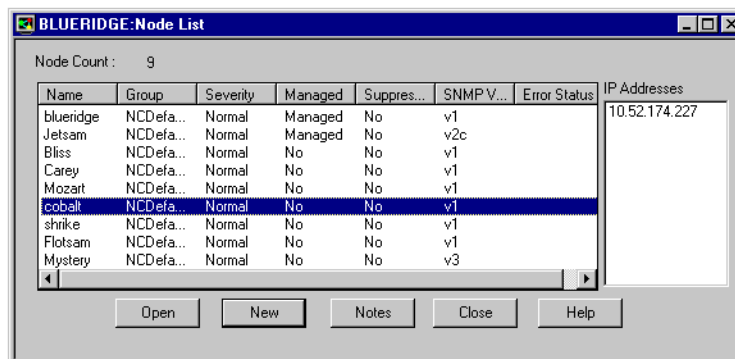 BLUERIDGE:Node List
Node Count : 9
Name Group Severity Managed Suppres... SNMP V... Error Status IP Addresses
blueridge NCDefa... Normal Managed No v1 10.52.174.227
Jetsam NCDefa... Normal Managed No v2c
Bliss NCDefa... Normal No No v1
Carey NCDefa... Normal No No v1
Mozart NCDefa... Normal No No v1
cobalt NCDefa... Normal No No v1
shrike NCDefa... Normal No No v1
Flotsam NCDefa... Normal No No v1
Mystery NCDefa... Normal No No v3
Open New Notes Close Help